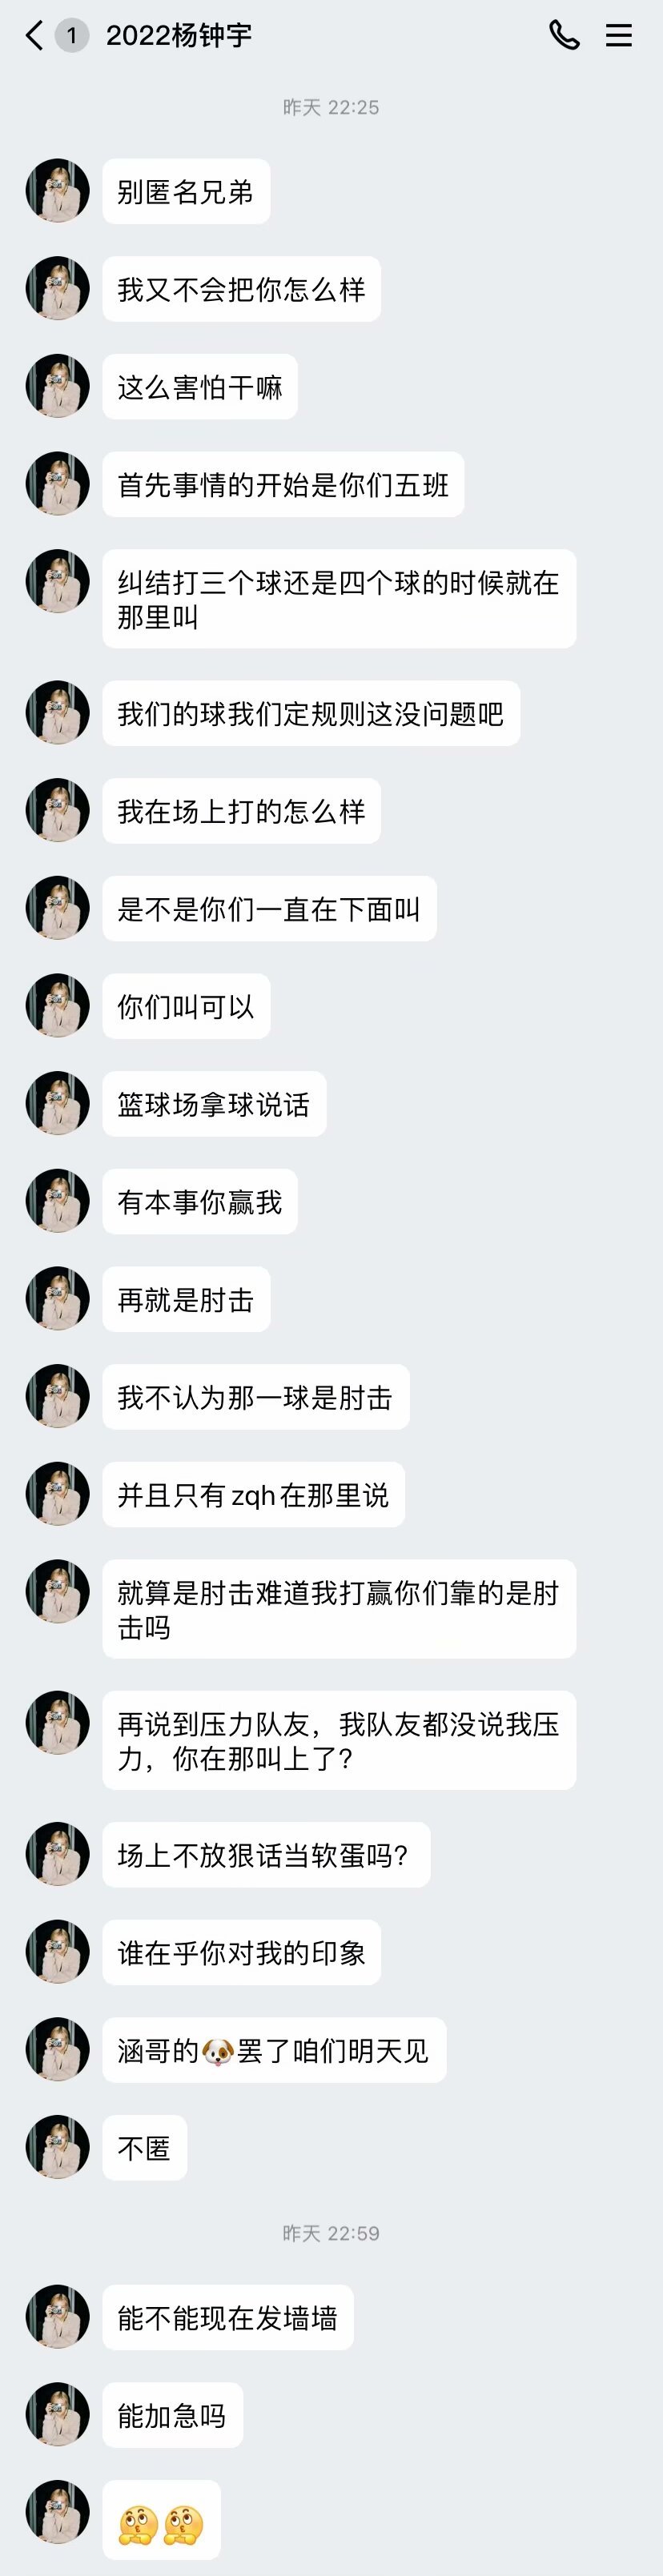 1 2022杨钟宇
昨天 22:25
别匿名兄弟
我又不会把你怎么样
这么害怕干嘛
首先事情的开始是你们五班
纠结打三个球还是四个球的时候就在
那里叫
我们的球我们定规则这没问题吧
我在场上打的怎么样
是不是你们一直在下面叫
你们叫可以
篮球场拿球说话
有本事你赢我
再就是肘击
我不认为那一球是肘击
并且只有zqh在那里说
就算是肘击难道我打赢你们靠的是肘
击吗
再说到压力队友，我队友都没说我压
力，你在那叫上了？
场上不放狠话当软蛋吗？
谁在乎你对我的印象
涵哥的🐶罢了咱们明天见
不匿
昨天 22:59
能不能现在发墙墙
能加急吗